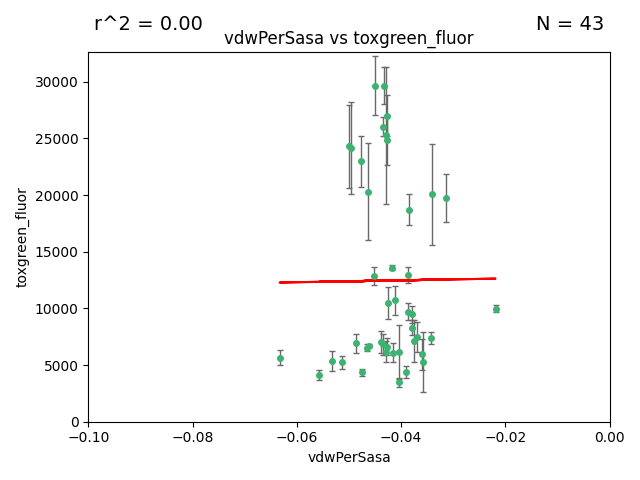 r^2 = 0.00
N = 43
vdwPerSasa vs toxgreen_fluor
toxgreen_fluor
30000
25000
20000
15000
10000
5000
0
−0.10
−0.08
−0.06
−0.04
−0.02
0.00
vdwPerSasa